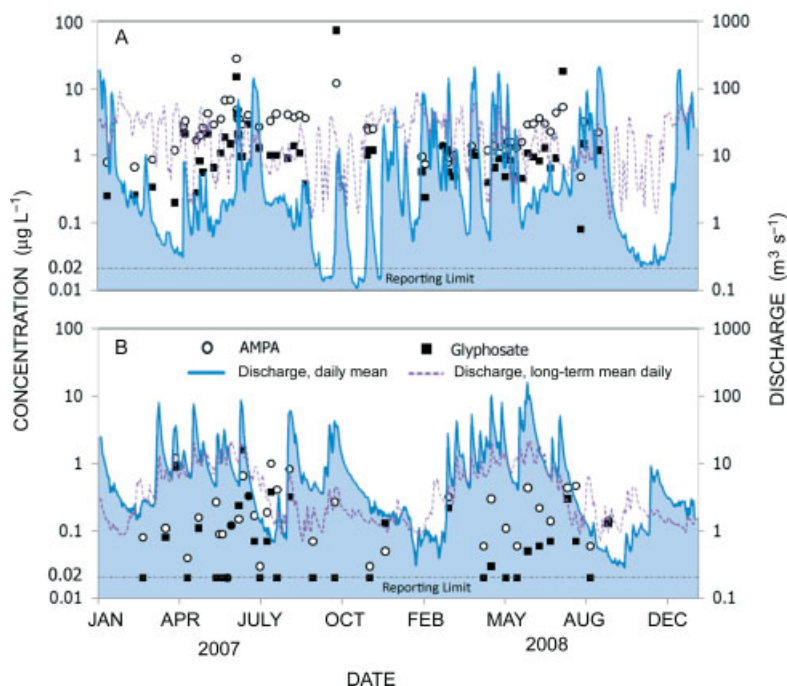 100
10
1
0.1
0.02
0.01
A
Reporting Limit
1000
100
10
1
0.1
CONCENTRATION (µg L⁻¹)
DISCHARGE (m³ s⁻¹)
100
10
1
0.1
0.02
0.01
B
AMPA
Glyphosate
Discharge, daily mean
Discharge, long-term mean daily
Reporting Limit
1000
100
10
1
0.1
JAN APR JULY OCT FEB MAY AUG DEC
2007 2008
DATE